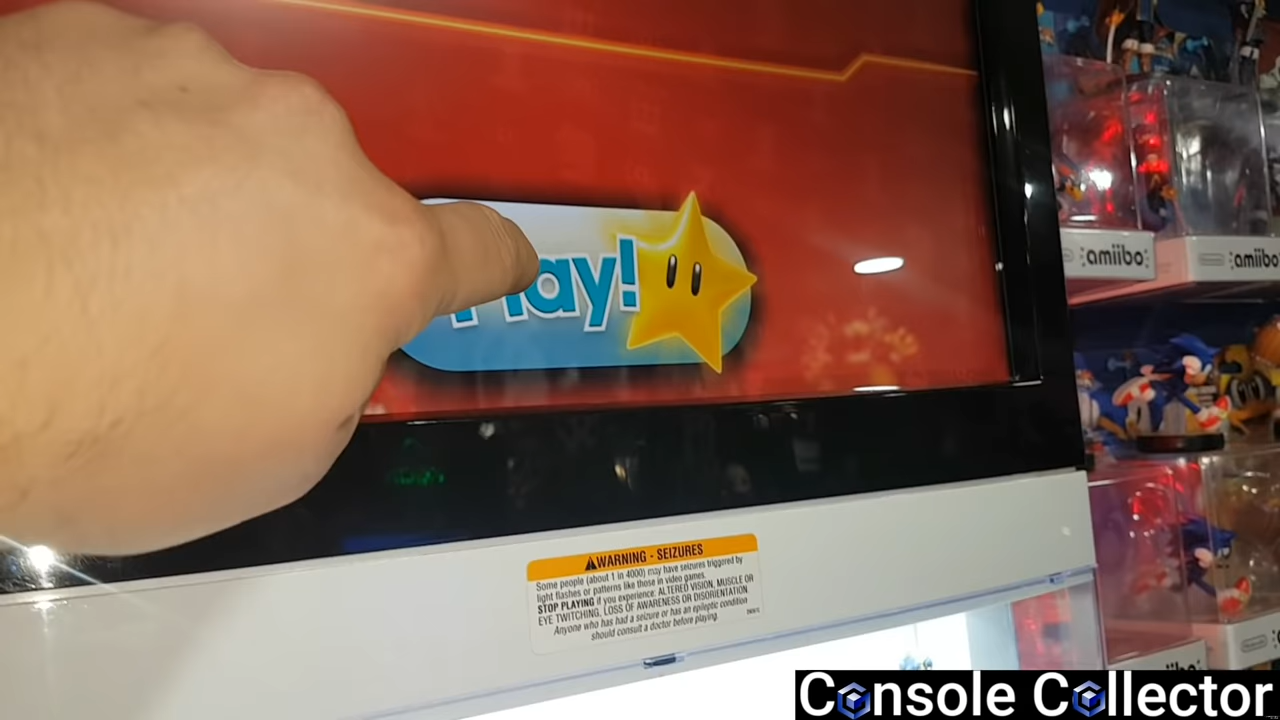 Play!
amiibo
amiibo
WARNING - SEIZURES
Some people (about 1 in 4000) may have seizures triggered by
light flashes or patterns like those in video games.
STOP PLAYING if you experience: ALTERED VISION, MUSCLE OR
EYE TWITCHING, LOSS OF AWARENESS OR DISORIENTATION.
Anyone who has had a seizure or has an epileptic condition
should consult a doctor before playing.
Console Collector